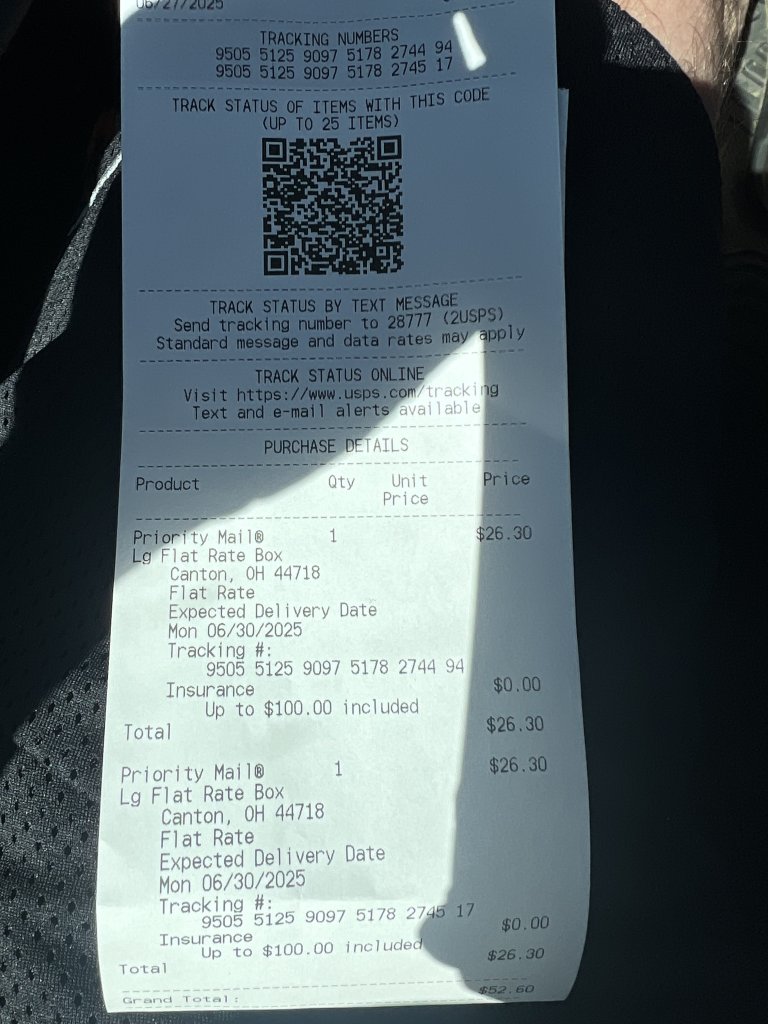 06/27/2025
TRACKING NUMBERS
9505 5125 9097 5178 2744 94
9505 5125 9097 5178 2745 17
TRACK STATUS OF ITEMS WITH THIS CODE
(UP TO 25 ITEMS)
TRACK STATUS BY TEXT MESSAGE
Send tracking number to 28777 (2USPS)
Standard message and data rates may apply
TRACK STATUS ONLINE
Visit https://www.usps.com/tracking
Text and e-mail alerts available
PURCHASE DETAILS
Product Qty Unit Price
Price
Priority Mail® 1 $26.30
Lg Flat Rate Box
Canton, OH 44718
Flat Rate
Expected Delivery Date
Mon 06/30/2025
Tracking #:
9505 5125 9097 5178 2744 94
Insurance $0.00
Up to $100.00 included
Total $26.30
Priority Mail® 1 $26.30
Lg Flat Rate Box
Canton, OH 44718
Flat Rate
Expected Delivery Date
Mon 06/30/2025
Tracking #:
9505 5125 9097 5178 2745 17
Insurance $0.00
Up to $100.00 included
Total $26.30
Grand Total: $52.60